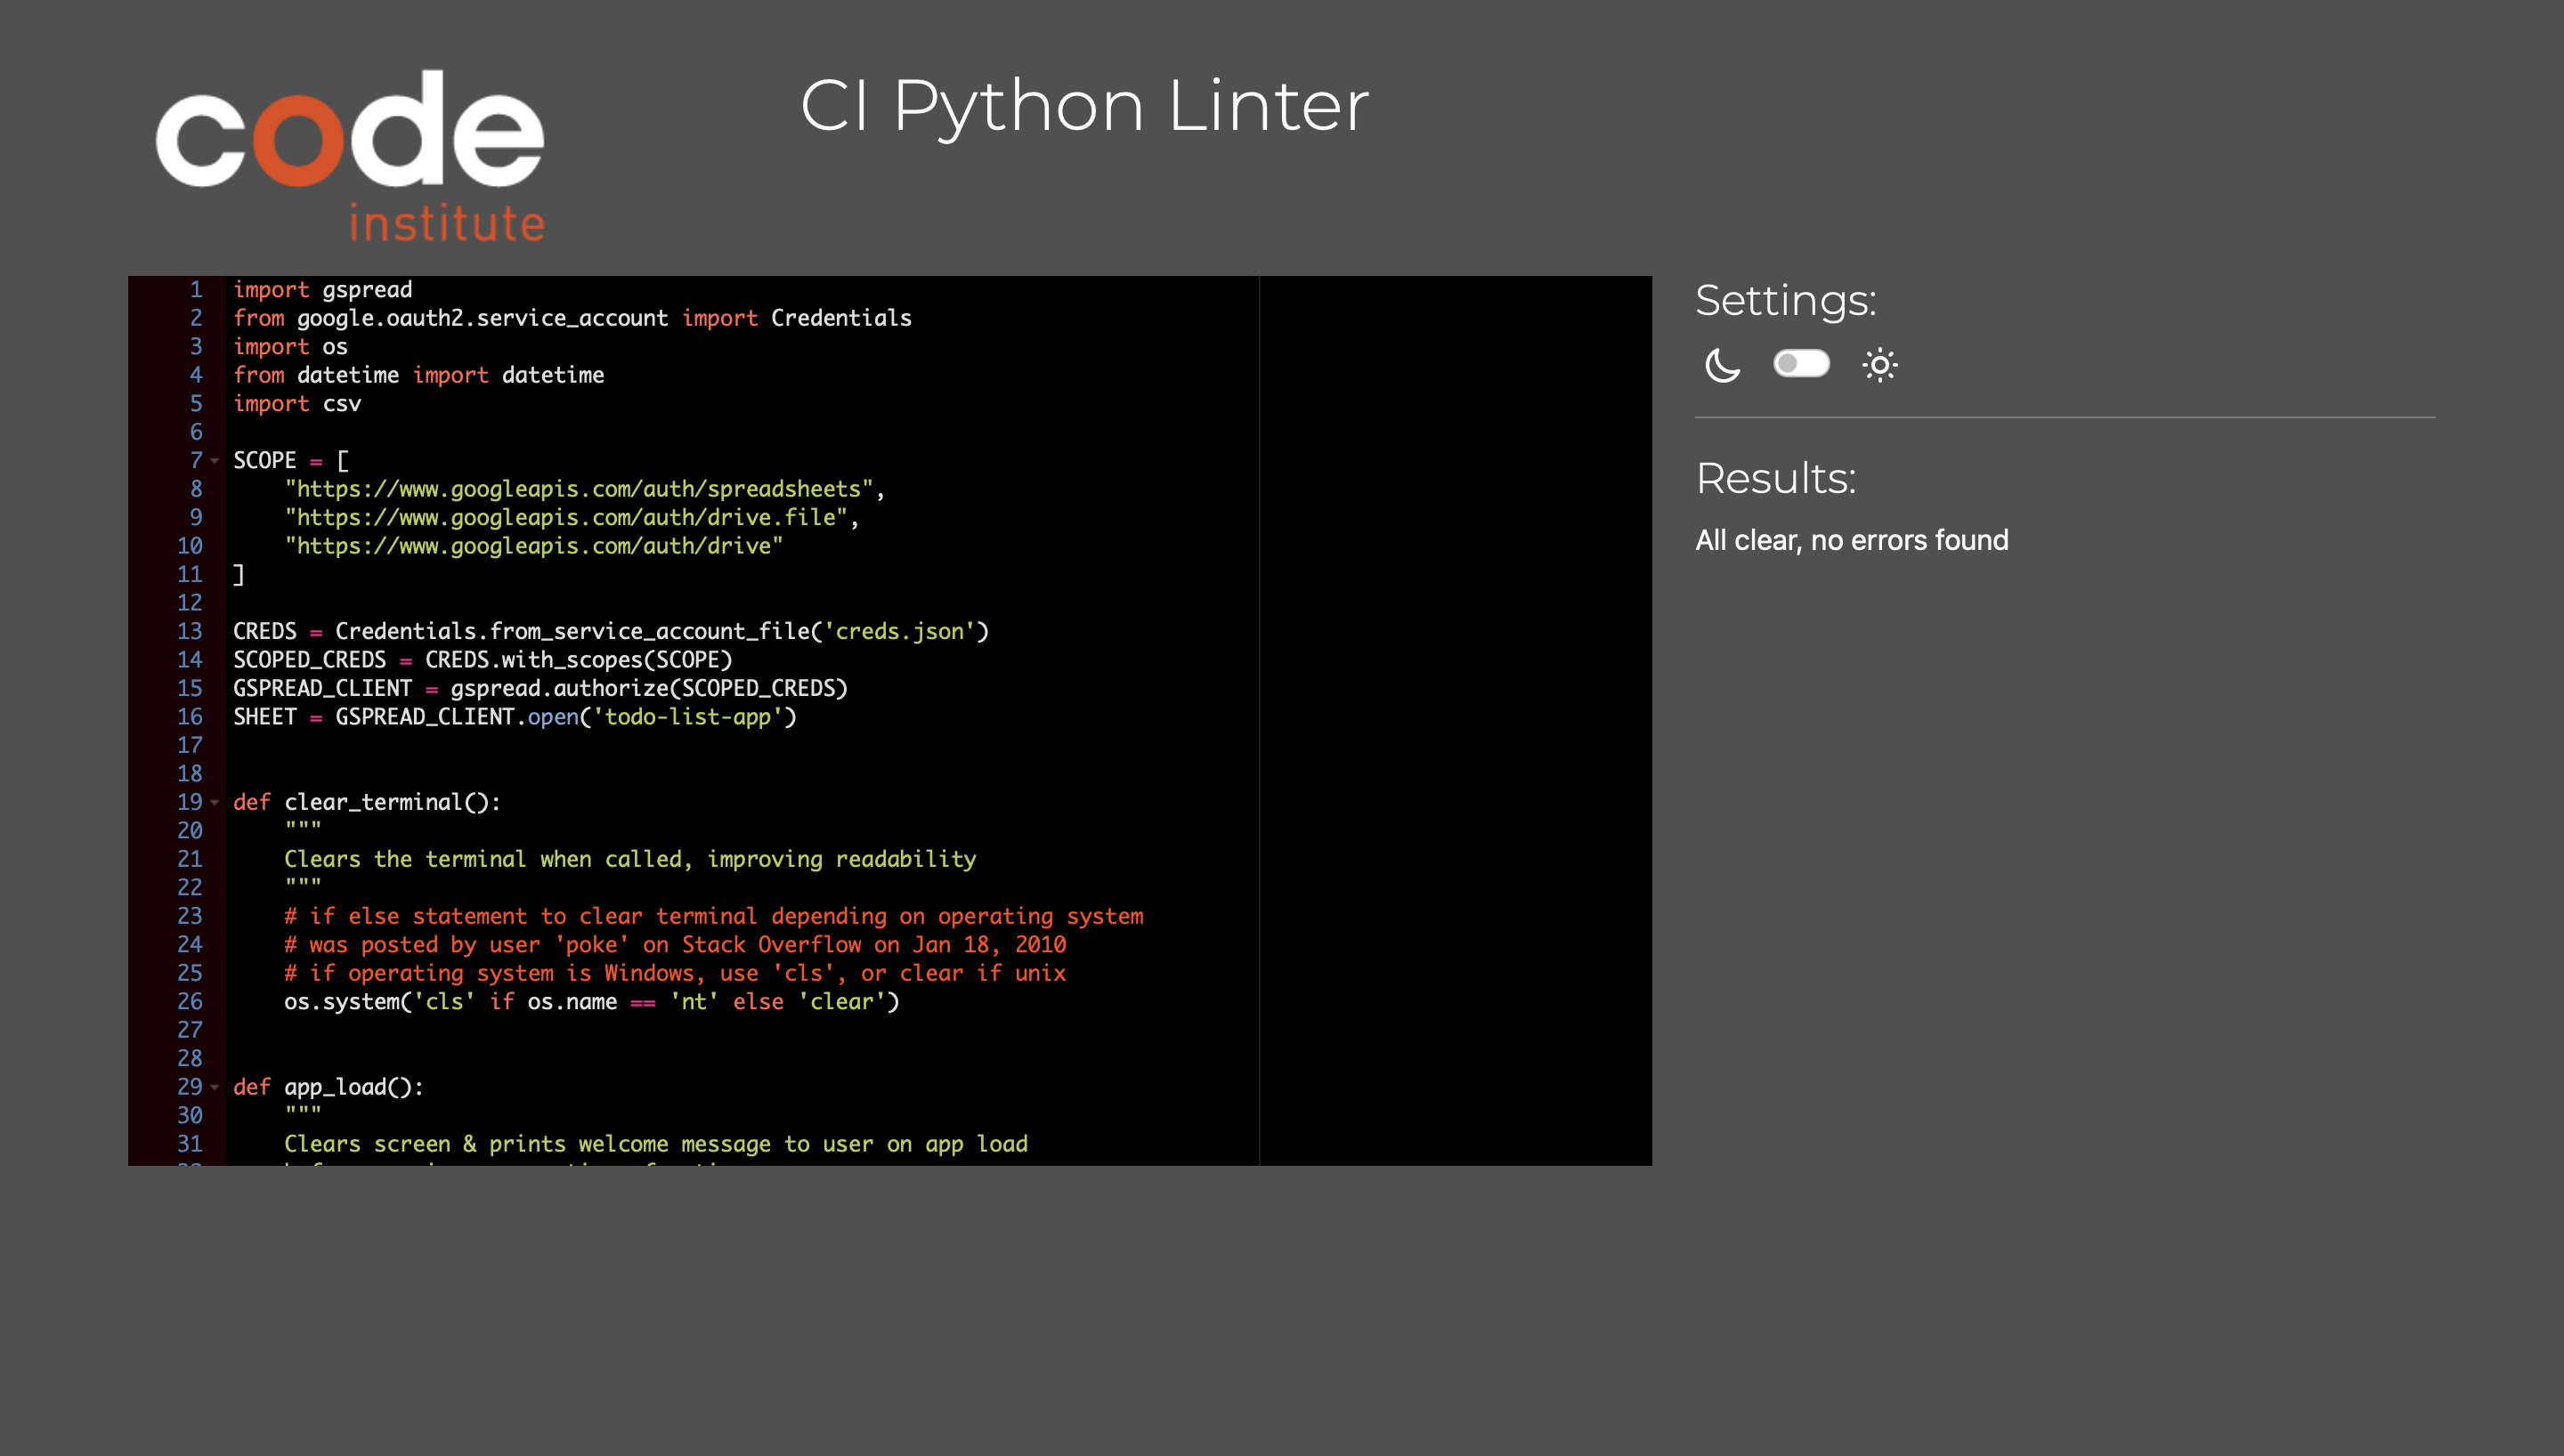 code
institute
CI Python Linter
1 import gspread
2 from google.oauth2.service_account import Credentials
3 import os
4 from datetime import datetime
5 import csv
6
7 SCOPE = [
8     "https://www.googleapis.com/auth/spreadsheets",
9     "https://www.googleapis.com/auth/drive.file",
10     "https://www.googleapis.com/auth/drive"
11 ]
12
13 CREDS = Credentials.from_service_account_file('creds.json')
14 SCOPED_CREDS = CREDS.with_scopes(SCOPE)
15 GSPREAD_CLIENT = gspread.authorize(SCOPED_CREDS)
16 SHEET = GSPREAD_CLIENT.open('todo-list-app')
17
18
19 def clear_terminal():
20     """
21     Clears the terminal when called, improving readability
22     """
23     # if else statement to clear terminal depending on operating system
24     # was posted by user 'poke' on Stack Overflow on Jan 18, 2010
25     # if operating system is Windows, use 'cls', or clear if unix
26     os.system('cls' if os.name == 'nt' else 'clear')
27
28
29 def app_load():
30     """
31     Clears screen & prints welcome message to user on app load
Settings:
Results:
All clear, no errors found